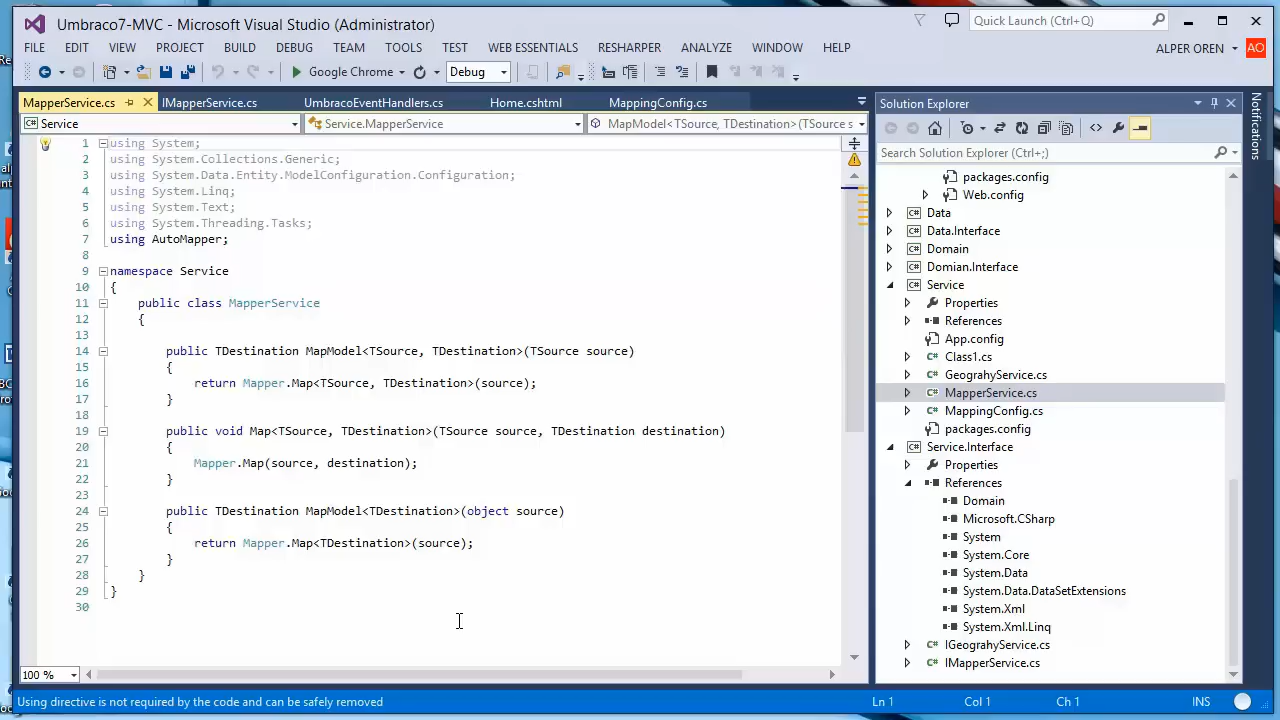 Umbraco7-MVC - Microsoft Visual Studio (Administrator)
Quick Launch (Ctrl+Q)
FILE EDIT VIEW PROJECT BUILD DEBUG TEAM TOOLS TEST WEB ESSENTIALS RESHARPER ANALYZE WINDOW HELP
ALPER OREN AO
Google Chrome Debug
MapperService.cs IMapperService.cs UmbracoEventHandlers.cs Home.cshtml MappingConfig.cs
Service Service.MapperService MapModel<TSource, TDestination>(TSource s
1 using System;
2 using System.Collections.Generic;
3 using System.Data.Entity.ModelConfiguration.Configuration;
4 using System.Linq;
5 using System.Text;
6 using System.Threading.Tasks;
7 using AutoMapper;
8
9 namespace Service
10 {
11 public class MapperService
12 {
13
14 public TDestination MapModel<TSource, TDestination>(TSource source)
15 {
16 return Mapper.Map<TSource, TDestination>(source);
17 }
18
19 public void Map<TSource, TDestination>(TSource source, TDestination destination)
20 {
21 Mapper.Map(source, destination);
22 }
23
24 public TDestination MapModel<TDestination>(object source)
25 {
26 return Mapper.Map<TDestination>(source);
27 }
28 }
29 }
30
100 %
Solution Explorer
Search Solution Explorer (Ctrl+;)
packages.config
Web.config
C# Data
C# Data.Interface
C# Domain
C# Domian.Interface
C# Service
Properties
References
App.config
C# Class1.cs
C# GeograhyService.cs
C# MapperService.cs
C# MappingConfig.cs
packages.config
C# Service.Interface
Properties
References
Domain
Microsoft.CSharp
System
System.Core
System.Data
System.Data.DataSetExtensions
System.Xml
System.Xml.Linq
C# IGeograhyService.cs
C# IMapperService.cs
Notifications
Using directive is not required by the code and can be safely removed
Ln 1 Col 1 Ch 1 INS